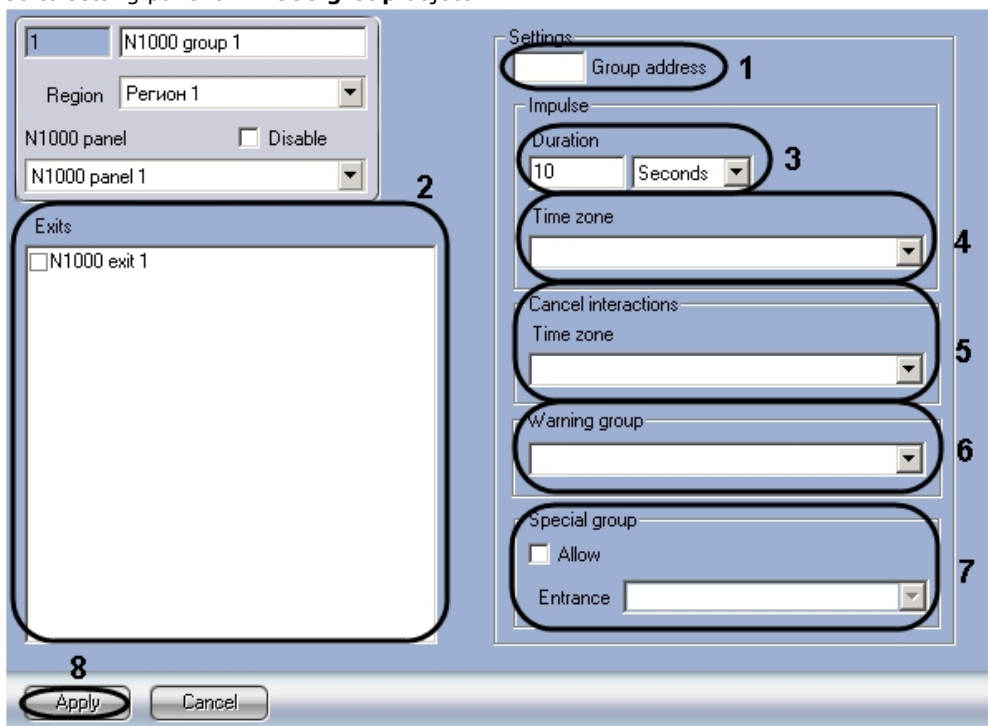 1 N1000 group 1
Region Регион 1
N1000 panel Disable
N1000 panel 1
2
Exits
N1000 exit 1
Settings
Group address 1
Impulse
Duration
10 Seconds 3
Time zone
4
Cancel interactions
Time zone
5
Warning group
6
Special group
Allow
7
Entrance
8
Apply Cancel